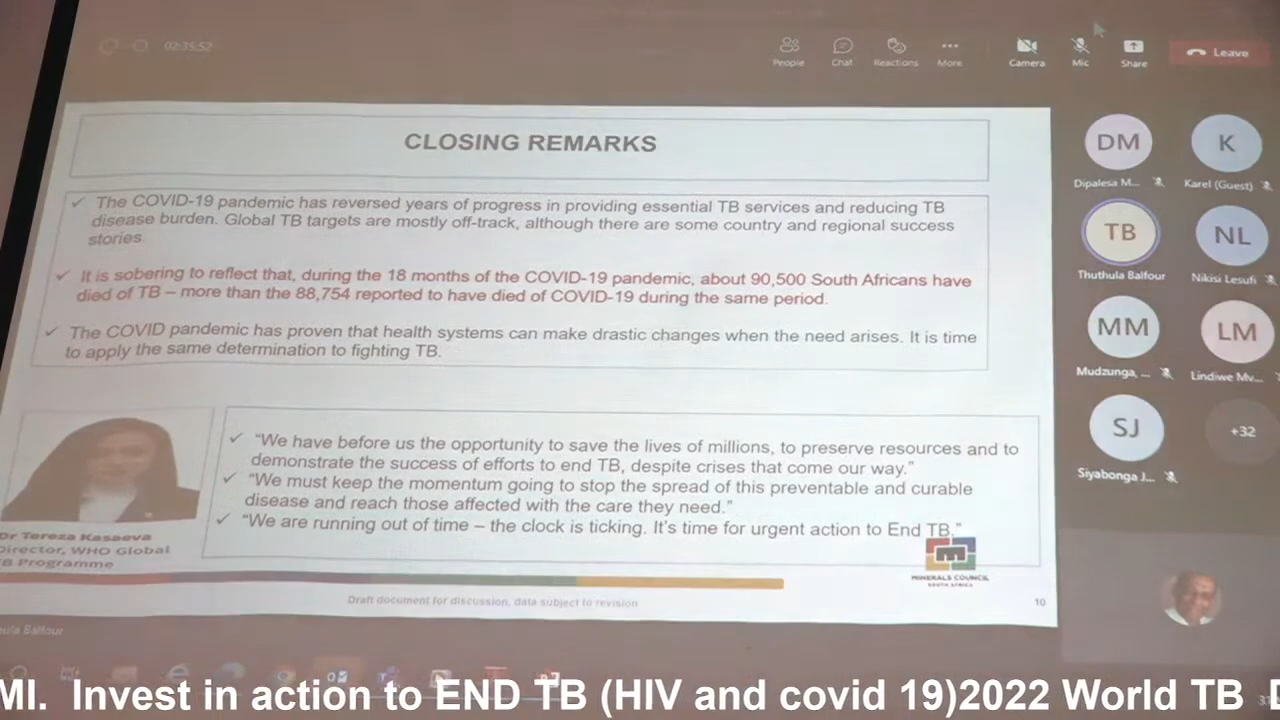 02:35:52
People
Chat
Reactions
More
Camera
Mic
Share
Leave
CLOSING REMARKS
The COVID-19 pandemic has reversed years of progress in providing essential TB services and reducing TB
disease burden. Global TB targets are mostly off-track, although there are some country and regional success
stories.
It is sobering to reflect that, during the 18 months of the COVID-19 pandemic, about 90,500 South Africans have
died of TB – more than the 88,754 reported to have died of COVID-19 during the same period.
The COVID pandemic has proven that health systems can make drastic changes when the need arises. It is time
to apply the same determination to fighting TB.
"We have before us the opportunity to save the lives of millions, to preserve resources and to
demonstrate the success of efforts to end TB, despite crises that come our way."
"We must keep the momentum going to stop the spread of this preventable and curable
disease and reach those affected with the care they need."
"We are running out of time – the clock is ticking. It's time for urgent action to End TB."
Dr Tereza Kasaeva
Director, WHO Global
TB Programme
MINERALS COUNCIL
SOUTH AFRICA
Draft document for discussion, data subject to revision
10
DM
Dipalesa M...
K
Karel (Guest)
TB
Thuthula Balfour
NL
Nikisi Lesufi
MM
Mudzunga, ...
LM
Lindiwe Mv...
SJ
Siyabonga J...
+32
ula Balfour
MI. Invest in action to END TB (HIV and covid 19)2022 World TB